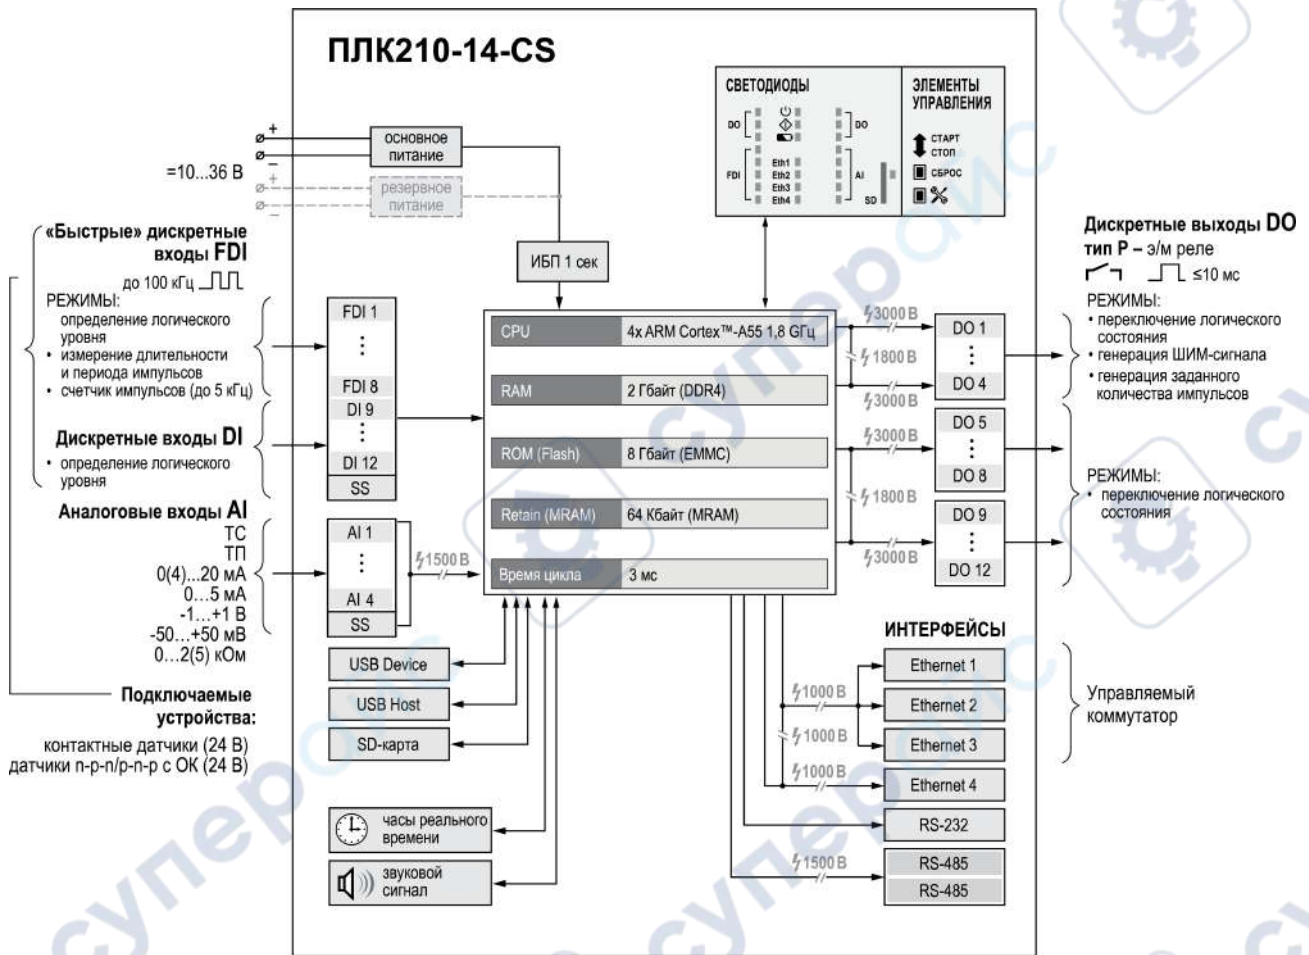 ПЛК210-14-CS
СВЕТОДИОДЫ
DO
DO
FDI
Eth1
Eth2
Eth3
Eth4
AI
SD
ЭЛЕМЕНТЫ
УПРАВЛЕНИЯ
СТАРТ
СТОП
СБРОС
+
−
=10...36 В
+
−
основное
питание
резервное
питание
ИБП 1 сек
«Быстрые» дискретные
входы FDI
до 100 кГц
РЕЖИМЫ:
определение логического
уровня
• измерение длительности
и периода импульсов
• счетчик импульсов (до 5 кГц)
Дискретные входы DI
• определение логического
уровня
Аналоговые входы AI
ТС
ТП
0(4)...20 мА
0...5 мА
-1...+1 В
-50...+50 мВ
0...2(5) кОм
Подключаемые
устройства:
контактные датчики (24 В)
датчики n-p-n/p-n-p с ОК (24 В)
FDI 1
FDI 8
DI 9
DI 12
SS
AI 1
AI 4
SS
1500 В
USB Device
USB Host
SD-карта
часы реального
времени
звуковой
сигнал
CPU 4x ARM Cortex™-A55 1,8 ГГц
RAM 2 Гбайт (DDR4)
ROM (Flash) 8 Гбайт (EMMC)
Retain (MRAM) 64 Кбайт (MRAM)
Время цикла 3 мс
3000 В
1800 В
3000 В
3000 В
1800 В
3000 В
DO 1
DO 4
DO 5
DO 8
DO 9
DO 12
Дискретные выходы DO
тип Р – э/м реле
≤10 мс
РЕЖИМЫ:
• переключение логического
состояния
• генерация ШИМ-сигнала
• генерация заданного
количества импульсов
РЕЖИМЫ:
• переключение логического
состояния
ИНТЕРФЕЙСЫ
1000 В
1000 В
1000 В
1500 В
Ethernet 1
Ethernet 2
Ethernet 3
Ethernet 4
RS-232
RS-485
RS-485
Управляемый
коммутатор
суперайс
суперайс